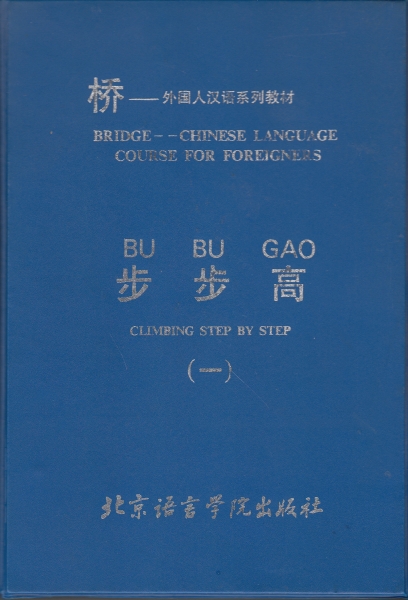 桥——外国人汉语系列教材
BRIDGE--CHINESE LANGUAGE
COURSE FOR FOREIGNERS
BU BU GAO
步步高
CLIMBING STEP BY STEP
(一)
北京语言学院出版社